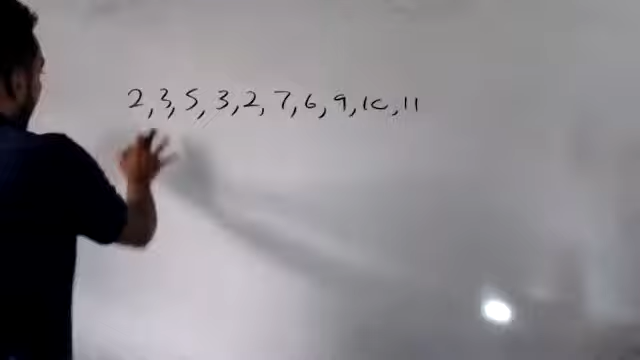 2, 3, 5, 3, 2, 7, 6, 9, 10, 11